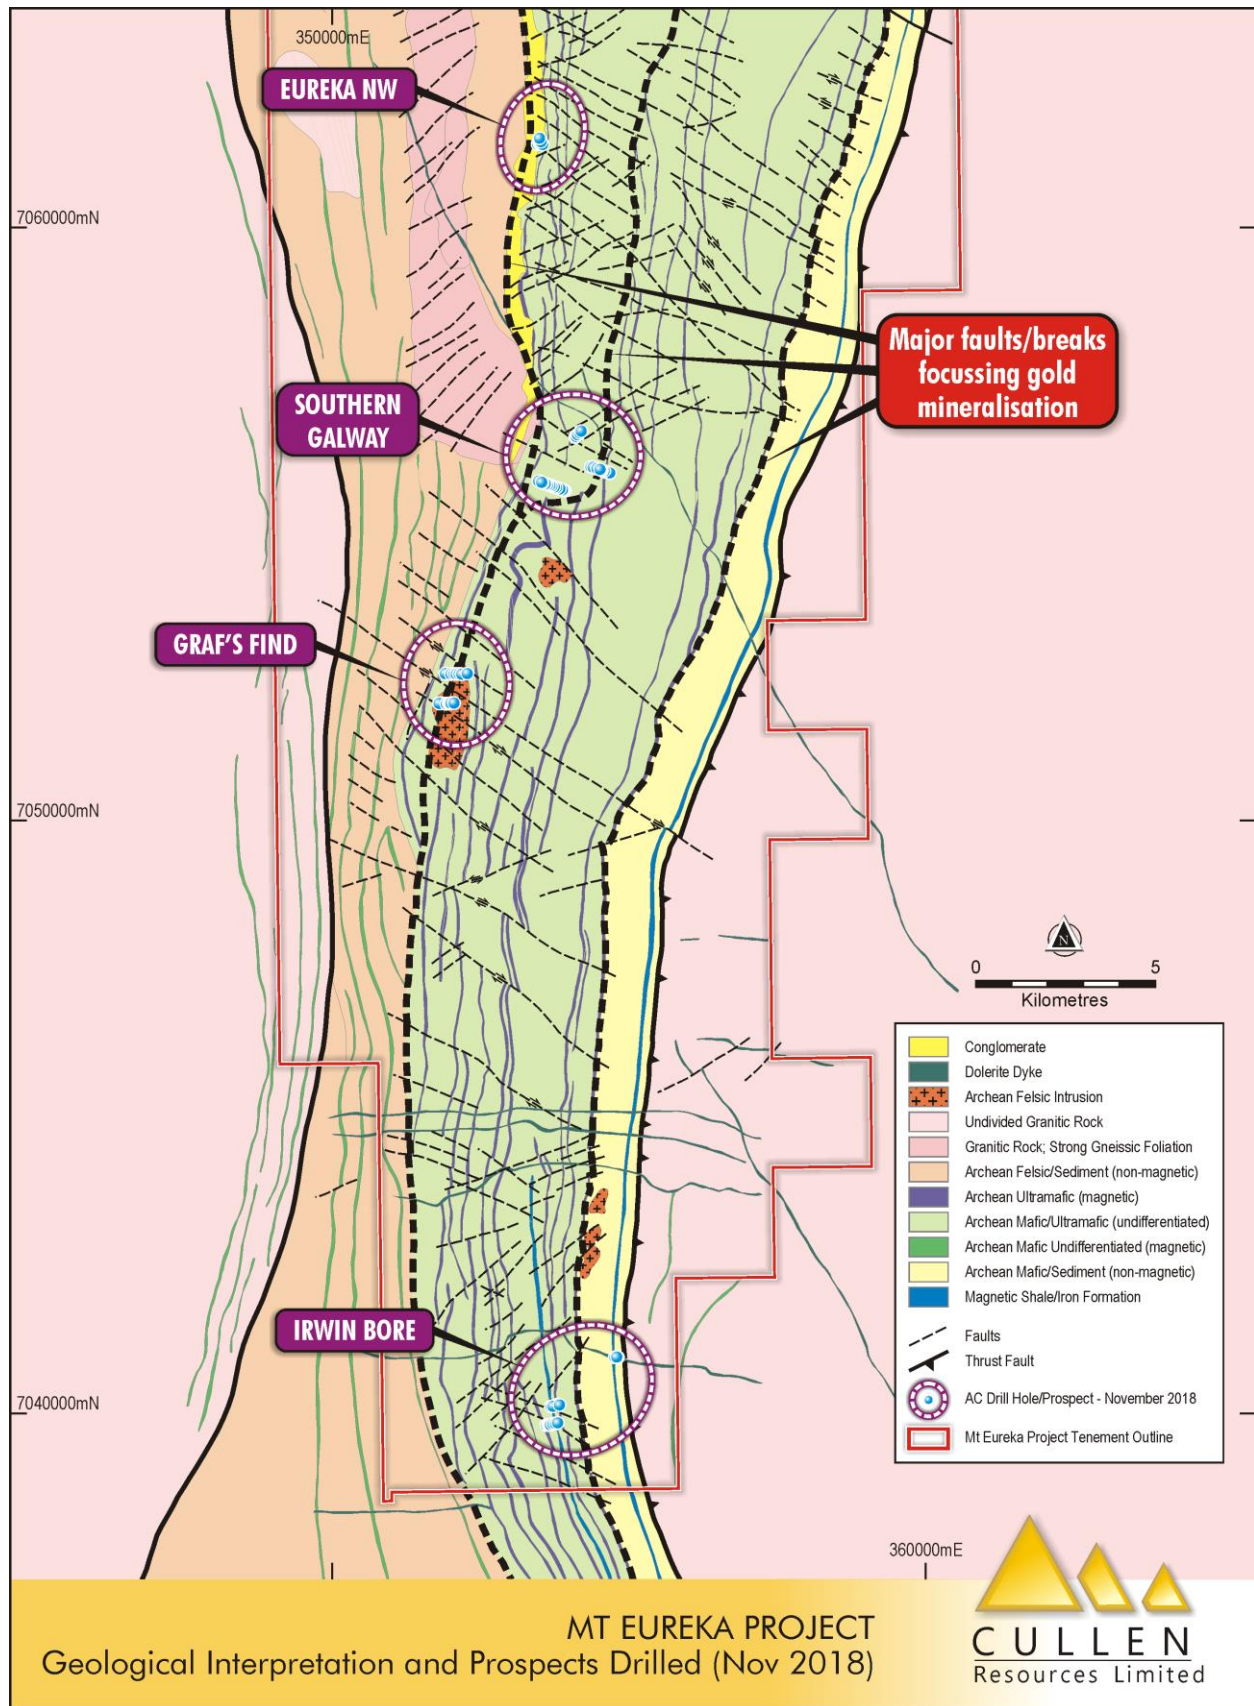 350000mE
EUREKA NW
7060000mN
Major faults/breaks
focussing gold
mineralisation
SOUTHERN
GALWAY
GRAF'S FIND
7050000mN
N
0 5
Kilometres
Conglomerate
Dolerite Dyke
Archean Felsic Intrusion
Undivided Granitic Rock
Granitic Rock; Strong Gneissic Foliation
Archean Felsic/Sediment (non-magnetic)
Archean Ultramafic (magnetic)
Archean Mafic/Ultramafic (undifferentiated)
Archean Mafic Undifferentiated (magnetic)
Archean Mafic/Sediment (non-magnetic)
Magnetic Shale/Iron Formation
Faults
Thrust Fault
AC Drill Hole/Prospect - November 2018
Mt Eureka Project Tenement Outline
IRWIN BORE
7040000mN
360000mE
MT EUREKA PROJECT
Geological Interpretation and Prospects Drilled (Nov 2018)
CULLEN
Resources Limited